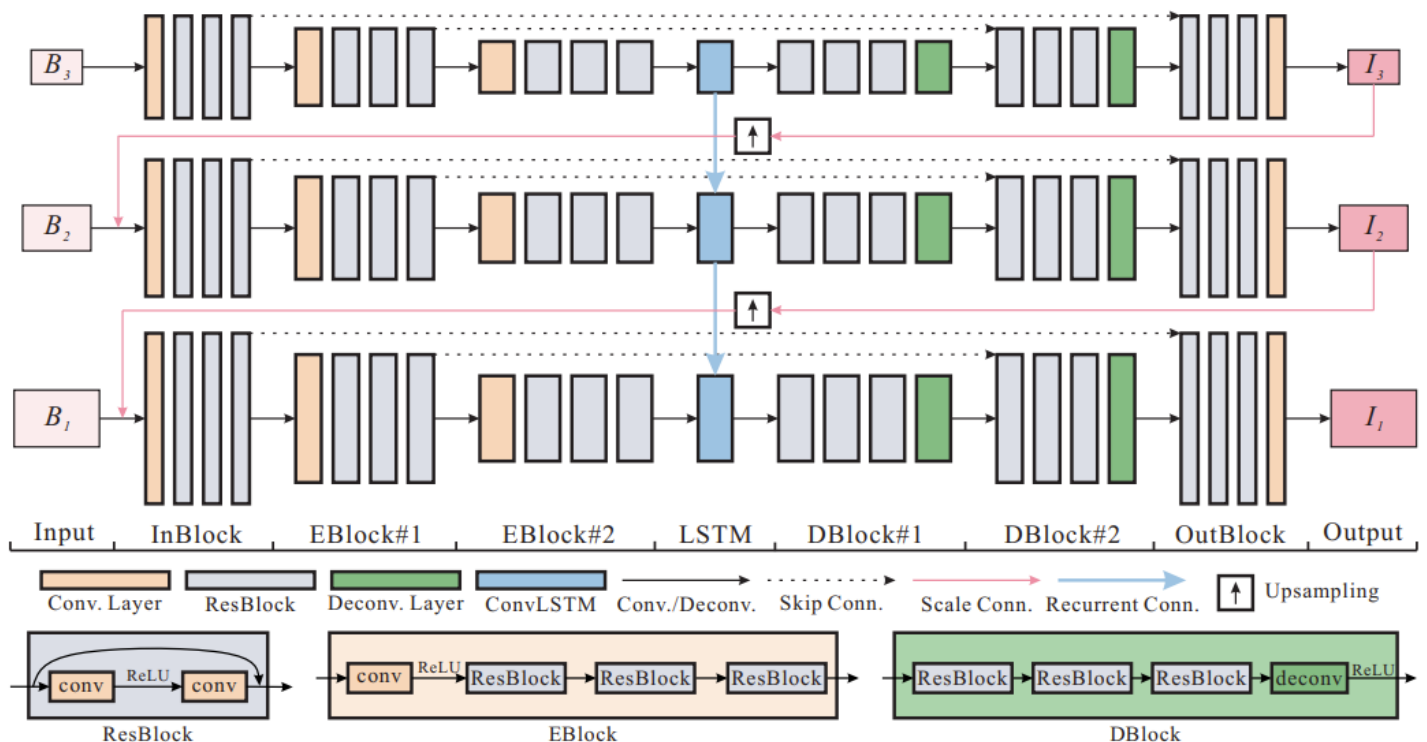 B3
I3
B2
I2
B1
I1
Input InBlock EBlock#1 EBlock#2 LSTM DBlock#1 DBlock#2 OutBlock Output
Conv. Layer ResBlock Deconv. Layer ConvLSTM Conv./Deconv. Skip Conn. Scale Conn. Recurrent Conn. Upsampling
conv ReLU conv
ResBlock
conv ReLU ResBlock ResBlock ResBlock
EBlock
ResBlock ResBlock ResBlock deconv ReLU
DBlock